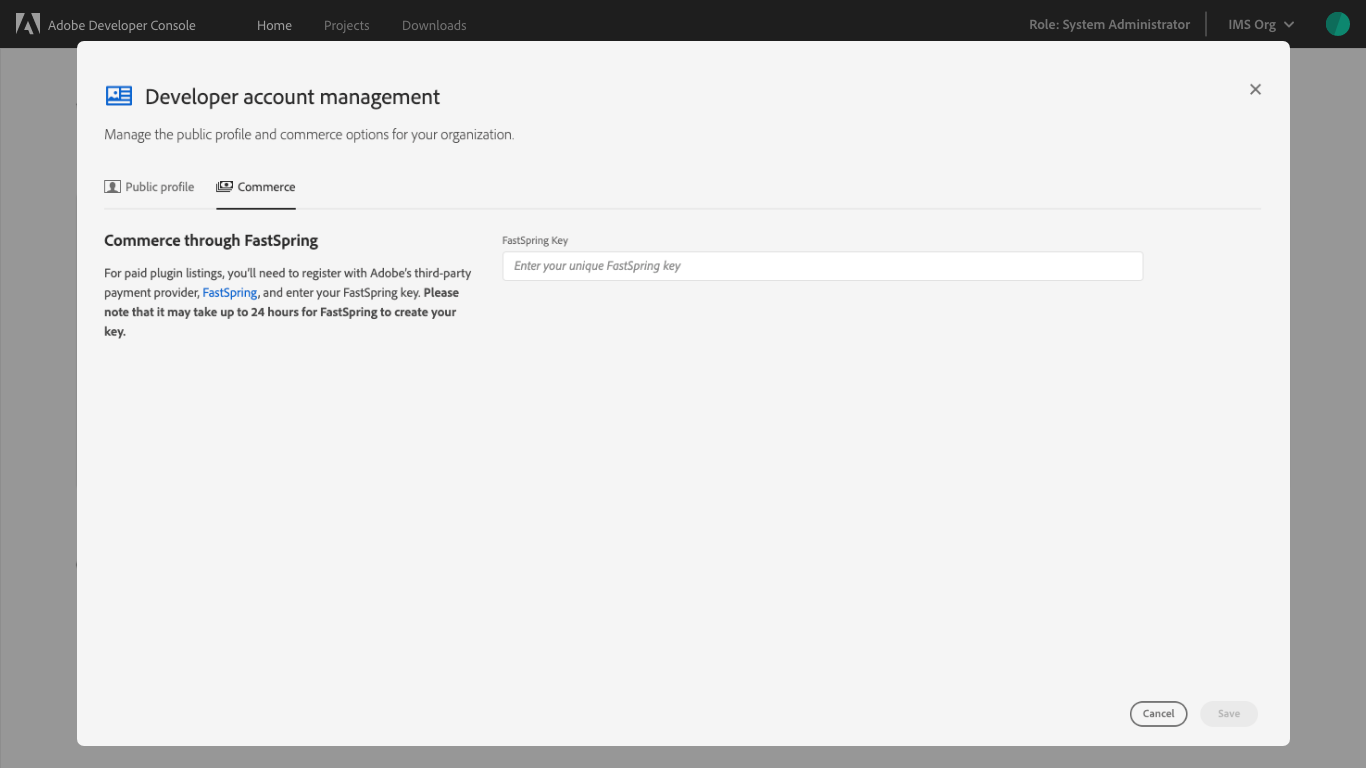 Adobe Developer Console
Home
Projects
Downloads
Role: System Administrator
IMS Org
Developer account management
Manage the public profile and commerce options for your organization.
Public profile
Commerce
Commerce through FastSpring
For paid plugin listings, you'll need to register with Adobe's third-party
payment provider, FastSpring, and enter your FastSpring key. Please
note that it may take up to 24 hours for FastSpring to create your
key.
FastSpring Key
Enter your unique FastSpring key
Cancel
Save